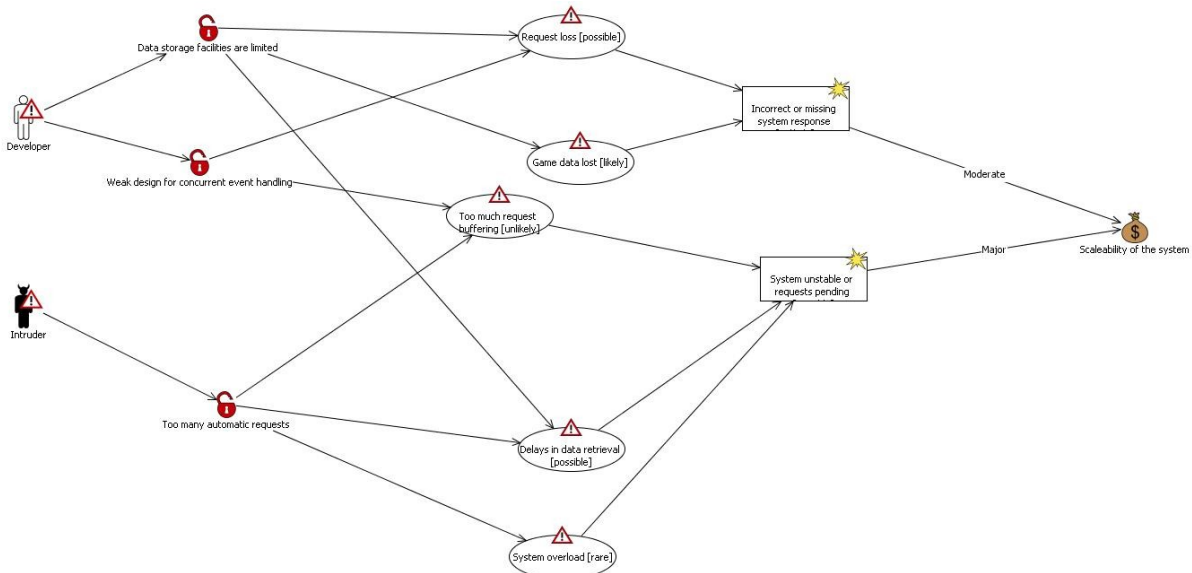 Request loss [possible]
Data storage facilities are limited
Incorrect or missing
system response
Developer
Game data lost [likely]
Weak design for concurrent event handling
Moderate
Too much request
buffering [unlikely]
Major
Scaleability of the system
System unstable or
requests pending
Intruder
Too many automatic requests
Delays in data retrieval
[possible]
System overload [rare]